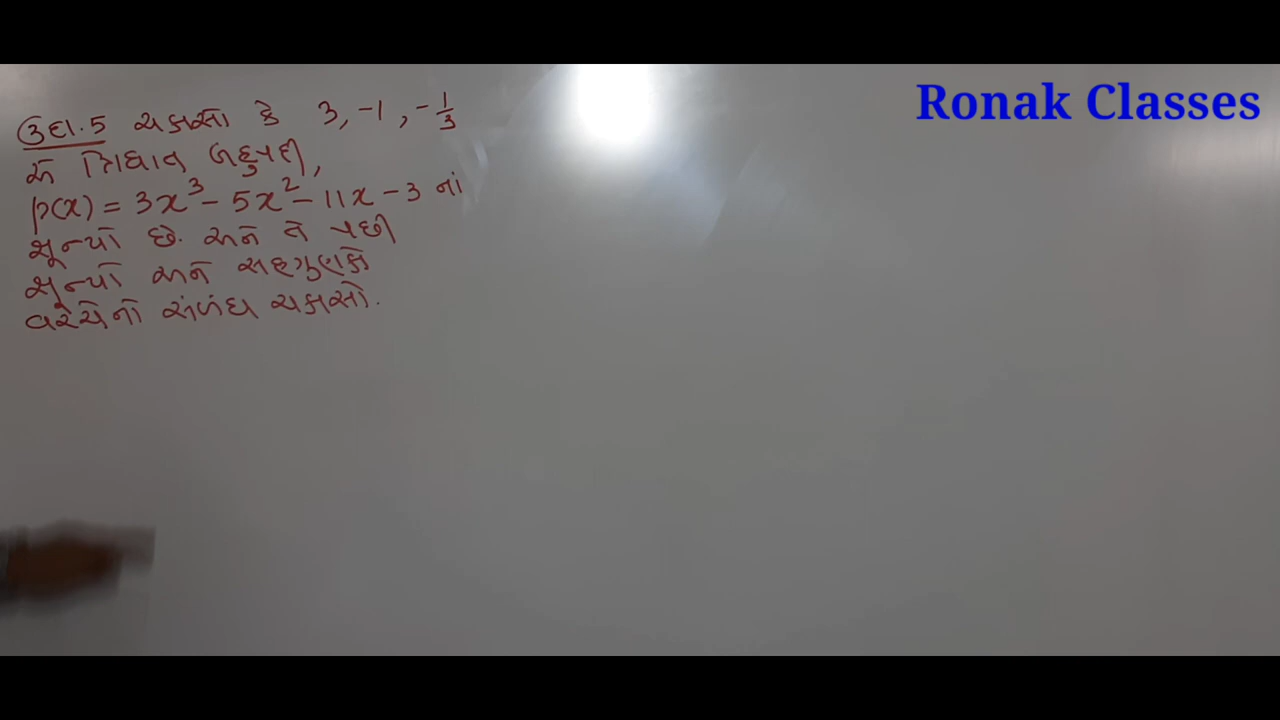 Ronak Classes
ઉદા.5 ચકાસો કે 3, -1, -1/3
એ ત્રિઘાત બહુપદી,
p(x) = 3x³ - 5x² - 11x - 3 નાં
શૂન્યો છે. અને તે પછી
શૂન્યો અને સહગુણકો
વચ્ચેનો સંબંધ ચકાસો.